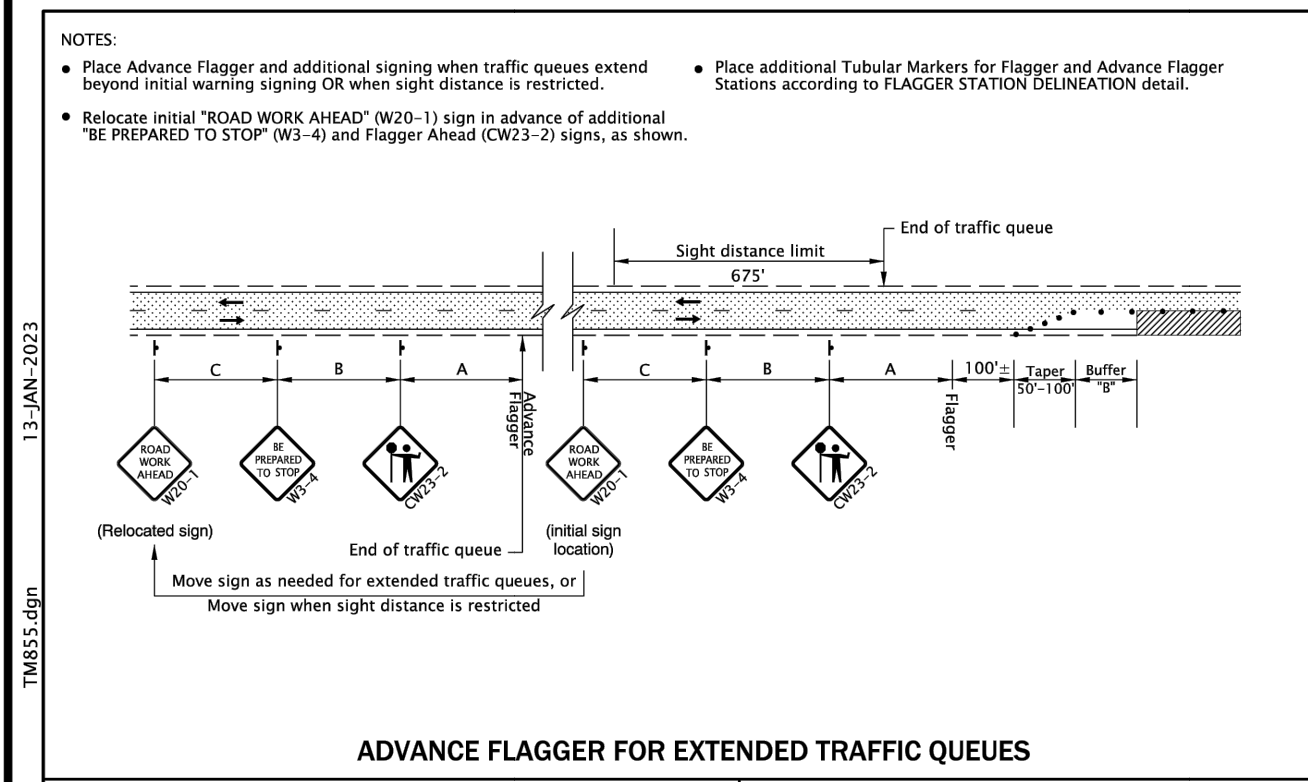 NOTES:
● Place Advance Flagger and additional signing when traffic queues extend
beyond initial warning signing OR when sight distance is restricted.
● Relocate initial "ROAD WORK AHEAD" (W20-1) sign in advance of additional
"BE PREPARED TO STOP" (W3-4) and Flagger Ahead (CW23-2) signs, as shown.
● Place additional Tubular Markers for Flagger and Advance Flagger
Stations according to FLAGGER STATION DELINEATION detail.
End of traffic queue
Sight distance limit
675'
C
B
A
Advance
Flagger
C
B
A
Flagger
100'±
Taper
50'-100'
Buffer
"B"
ROAD
WORK
AHEAD
W20-1
BE
PREPARED
TO STOP
W3-4
CW23-2
ROAD
WORK
AHEAD
W20-1
BE
PREPARED
TO STOP
W3-4
CW23-2
(Relocated sign)
End of traffic queue
(initial sign
location)
Move sign as needed for extended traffic queues, or
Move sign when sight distance is restricted
13-JAN-2023
TM855.dgn
ADVANCE FLAGGER FOR EXTENDED TRAFFIC QUEUES